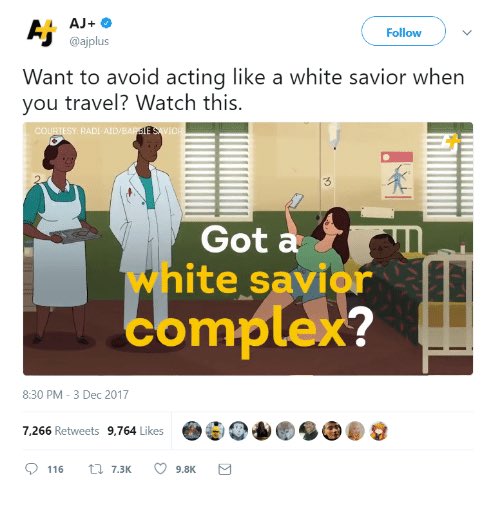 AJ+
@ajplus
Follow
Want to avoid acting like a white savior when
you travel? Watch this.
COURTESY: RADI-AID/BARBIE SAVIOR
2
3
Got a
white savior
complex?
8:30 PM - 3 Dec 2017
7,266 Retweets 9,764 Likes
116 7.3K 9.8K